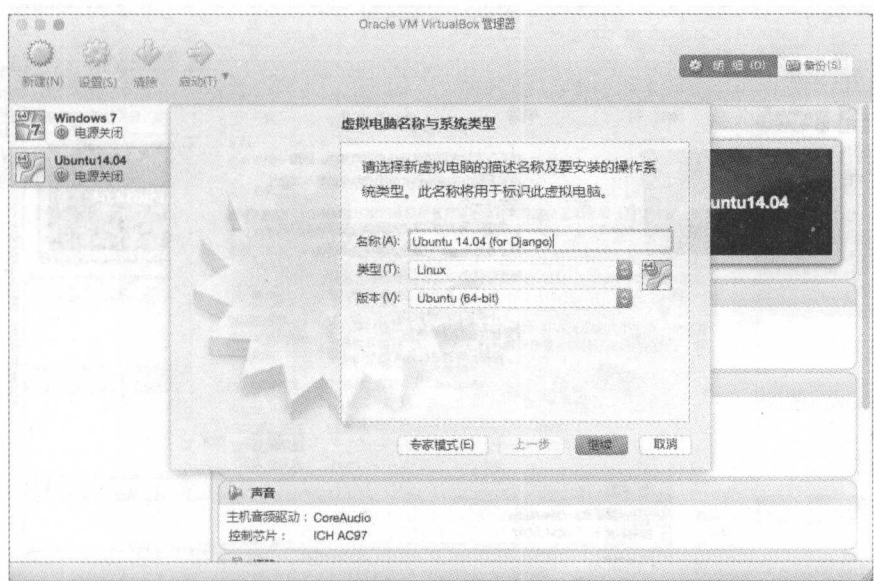 Oracle VM VirtualBox 管理器
新建(N) 设置(S) 清除 启动(T)
明细(D) 备份(S)
Windows 7
电源关闭
Ubuntu14.04
电源关闭
虚拟电脑名称与系统类型
请选择新虚拟电脑的描述名称及要安装的操作系
统类型。此名称将用于标识此虚拟电脑。
名称(A): Ubuntu 14.04 (for Django)
类型(T): Linux
版本(V): Ubuntu (64-bit)
untu14.04
专家模式(E) 上一步 继续 取消
声音
主机音频驱动: CoreAudio
控制芯片: ICH AC97